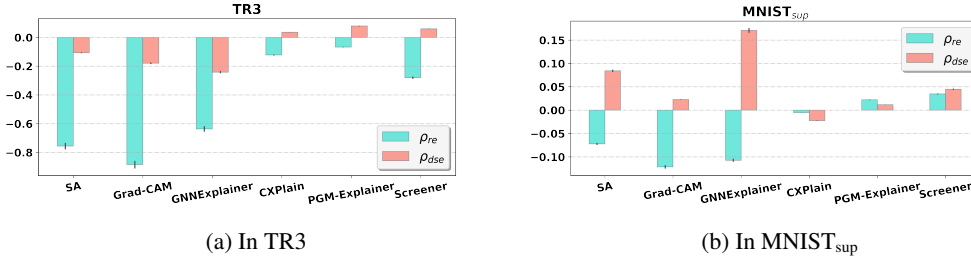 TR3
0.0
−0.2
−0.4
−0.6
−0.8
ρre
ρdse
SA
Grad-CAM
GNNExplainer
CXPlain
PGM-Explainer
Screener
(a) In TR3
MNISTsup
0.15
0.10
0.05
0.00
−0.05
−0.10
ρre
ρdse
SA
Grad-CAM
GNNExplainer
CXPlain
PGM-Explainer
Screener
(b) In MNISTsup